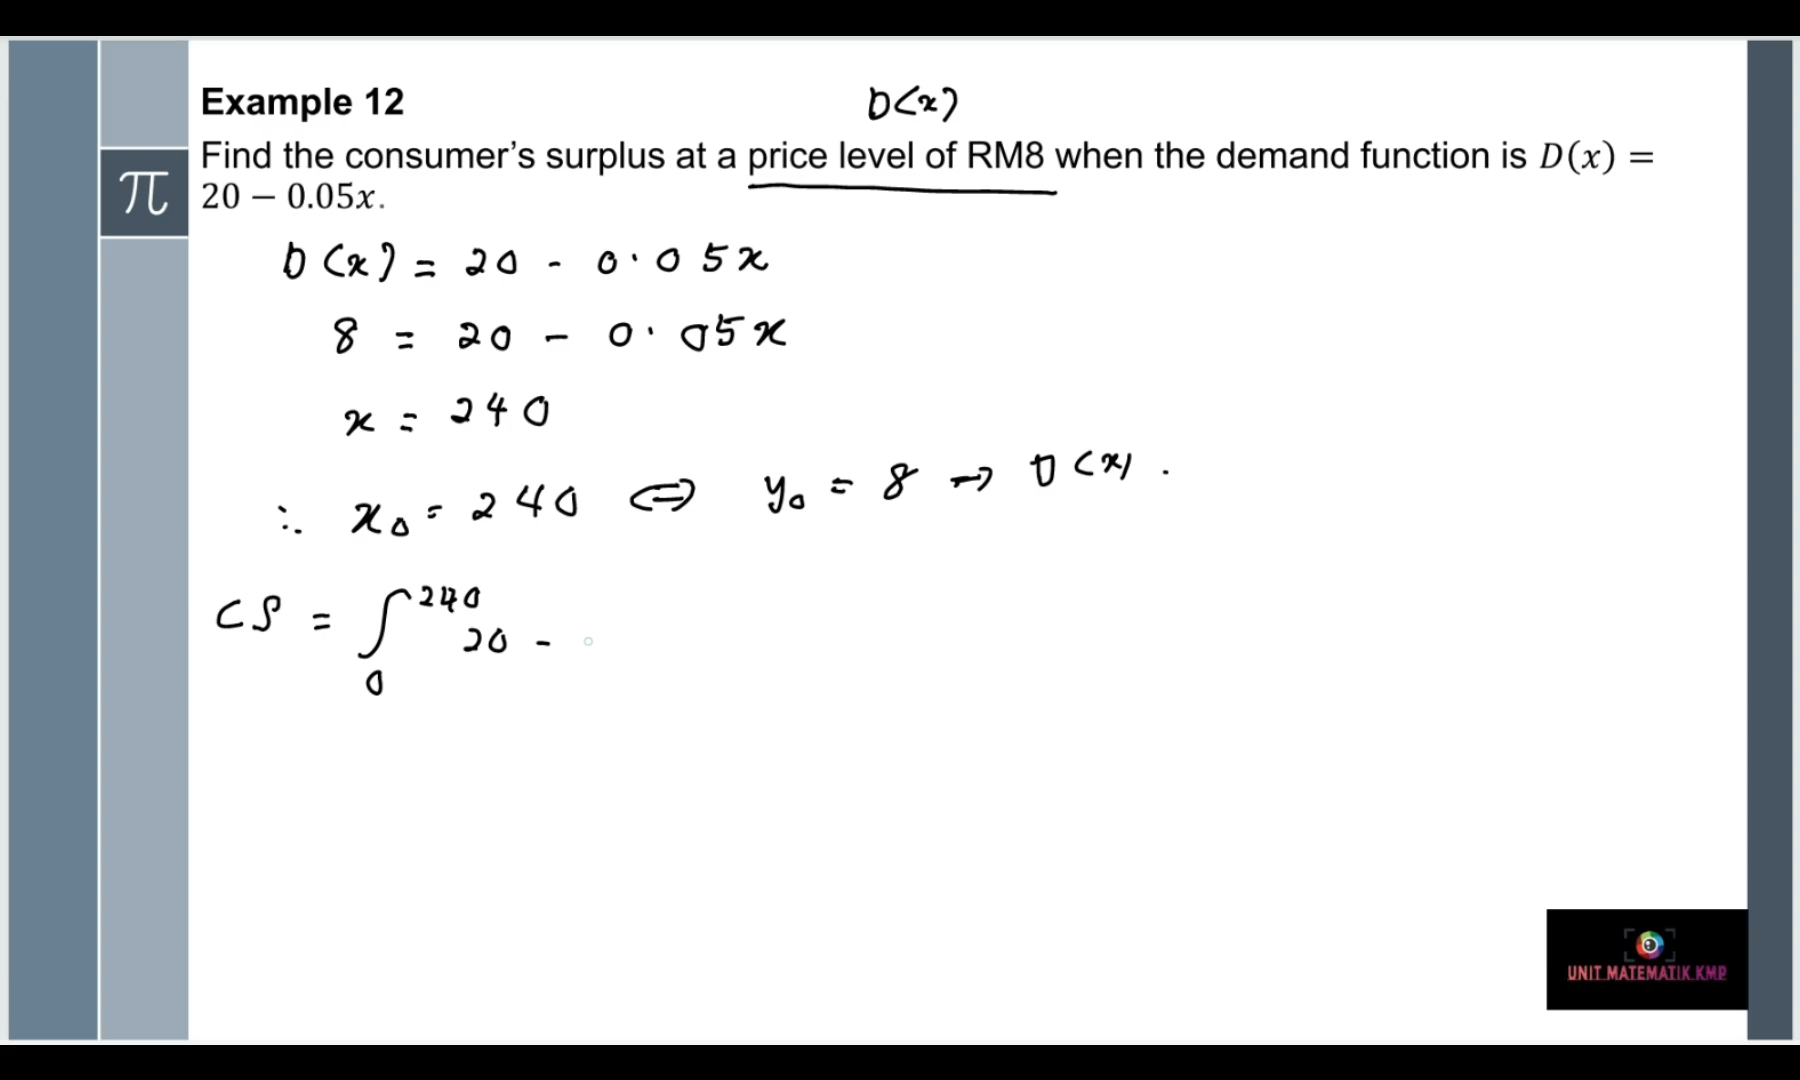 Example 12
D(x)
Find the consumer's surplus at a price level of RM8 when the demand function is D(x) =
20 − 0.05x.
π
D(x) = 20 - 0.05x
8 = 20 - 0.05x
x = 240
∴ x₀ = 240 ⇔ y₀ = 8 → D(x).
CS = ∫₀²⁴⁰ 20 -
UNIT MATEMATIK KMP